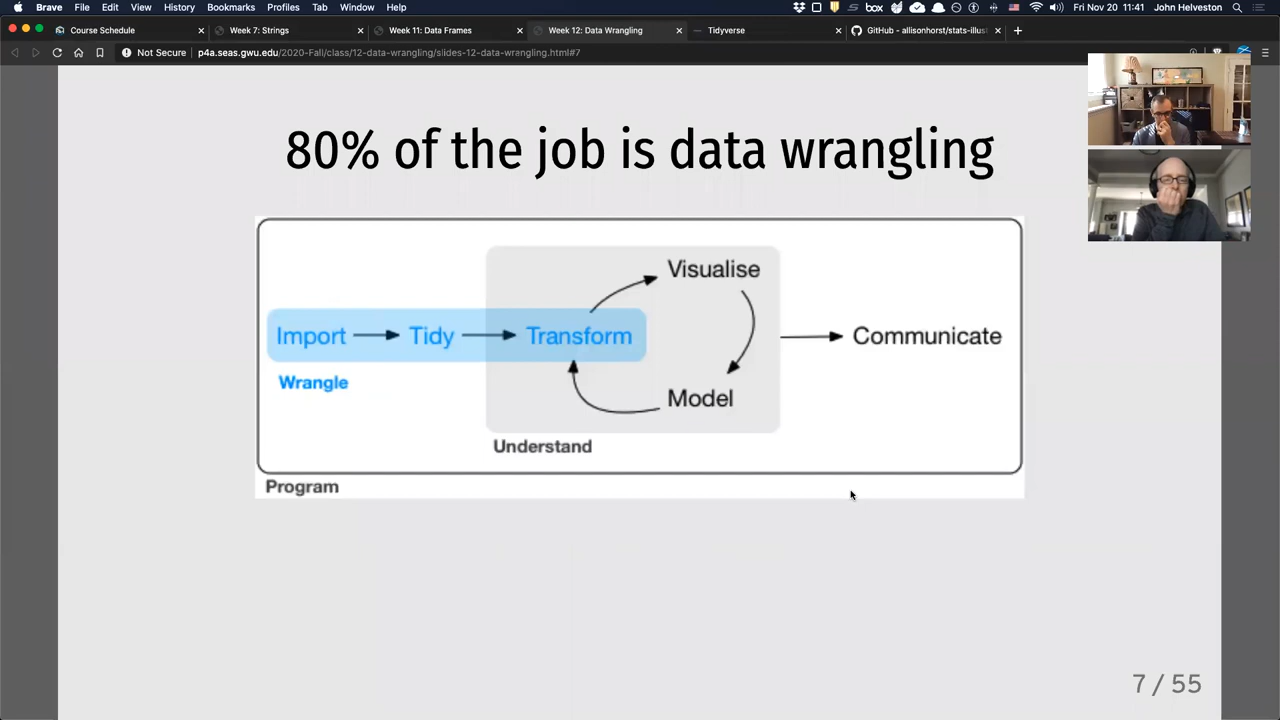 Brave File Edit View History Bookmarks Profiles Tab Window Help box Fri Nov 20 11:41 John Helveston
Course Schedule Week 7: Strings Week 11: Data Frames Week 12: Data Wrangling Tidyverse GitHub - allisonhorst/stats-illust
Not Secure p4a.seas.gwu.edu/2020-Fall/class/12-data-wrangling/slides-12-data-wrangling.html#7
80% of the job is data wrangling
Visualise
Import Tidy Transform Communicate
Wrangle
Model
Understand
Program
7 / 55